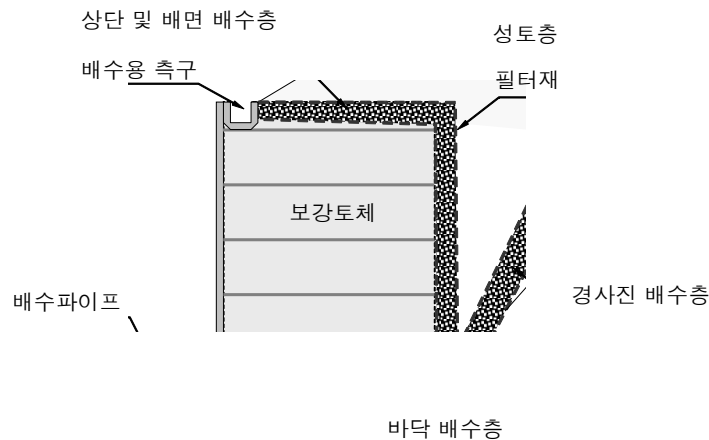 상단 및 배면 배수층
성토층
배수용 측구
필터재
보강토체
배수파이프
경사진 배수층
바닥 배수층